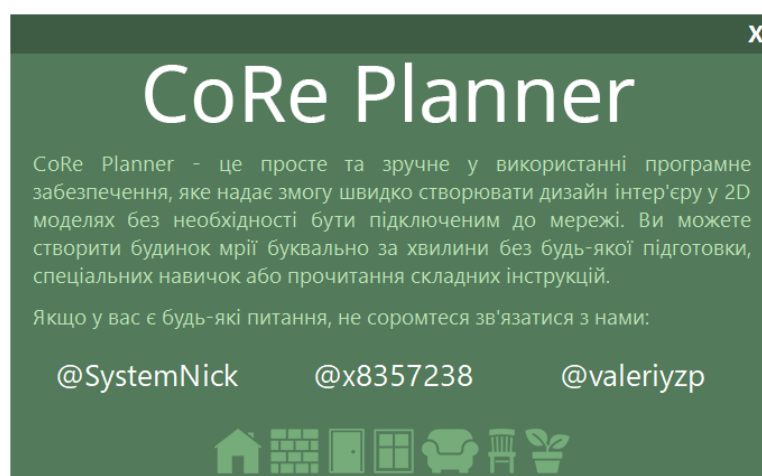 X
CoRe Planner
CoRe Planner - це просте та зручне у використанні програмне
забезпечення, яке надає змогу швидко створювати дизайн інтер'єру у 2D
моделях без необхідності бути підключеним до мережі. Ви можете
створити будинок мрії буквально за хвилини без будь-якої підготовки,
спеціальних навичок або прочитання складних інструкцій.
Якщо у вас є будь-які питання, не соромтеся зв'язатися з нами:
@SystemNick @x8357238 @valeriyzp